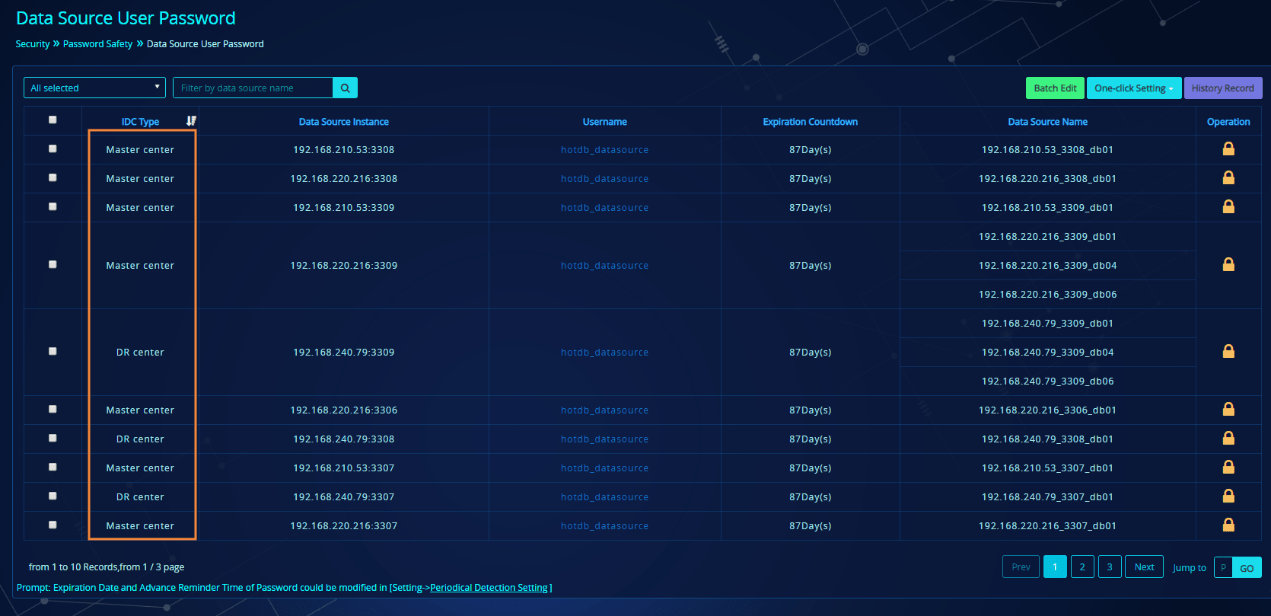 Data Source User Password
Security » Password Safety » Data Source User Password
All selected Filter by data source name Batch Edit One-click Setting History Record
IDC Type Data Source Instance Username Expiration Countdown Data Source Name Operation
Master center 192.168.210.53:3308 hotdb_datasource 87Day(s) 192.168.210.53_3308_db01
Master center 192.168.220.216:3308 hotdb_datasource 87Day(s) 192.168.220.216_3308_db01
Master center 192.168.210.53:3309 hotdb_datasource 87Day(s) 192.168.210.53_3309_db01
192.168.220.216_3309_db01
Master center 192.168.220.216:3309 hotdb_datasource 87Day(s) 192.168.220.216_3309_db04
192.168.220.216_3309_db06
192.168.240.79_3309_db01
DR center 192.168.240.79:3309 hotdb_datasource 87Day(s) 192.168.240.79_3309_db04
192.168.240.79_3309_db06
Master center 192.168.220.216:3306 hotdb_datasource 87Day(s) 192.168.220.216_3306_db01
DR center 192.168.240.79:3308 hotdb_datasource 87Day(s) 192.168.240.79_3308_db01
Master center 192.168.210.53:3307 hotdb_datasource 87Day(s) 192.168.210.53_3307_db01
DR center 192.168.240.79:3307 hotdb_datasource 87Day(s) 192.168.240.79_3307_db01
Master center 192.168.220.216:3307 hotdb_datasource 87Day(s) 192.168.220.216_3307_db01
from 1 to 10 Records,from 1 / 3 page Prev 1 2 3 Next Jump to P GO
Prompt: Expiration Date and Advance Reminder Time of Password could be modified in [Setting->Periodical Detection Setting ]